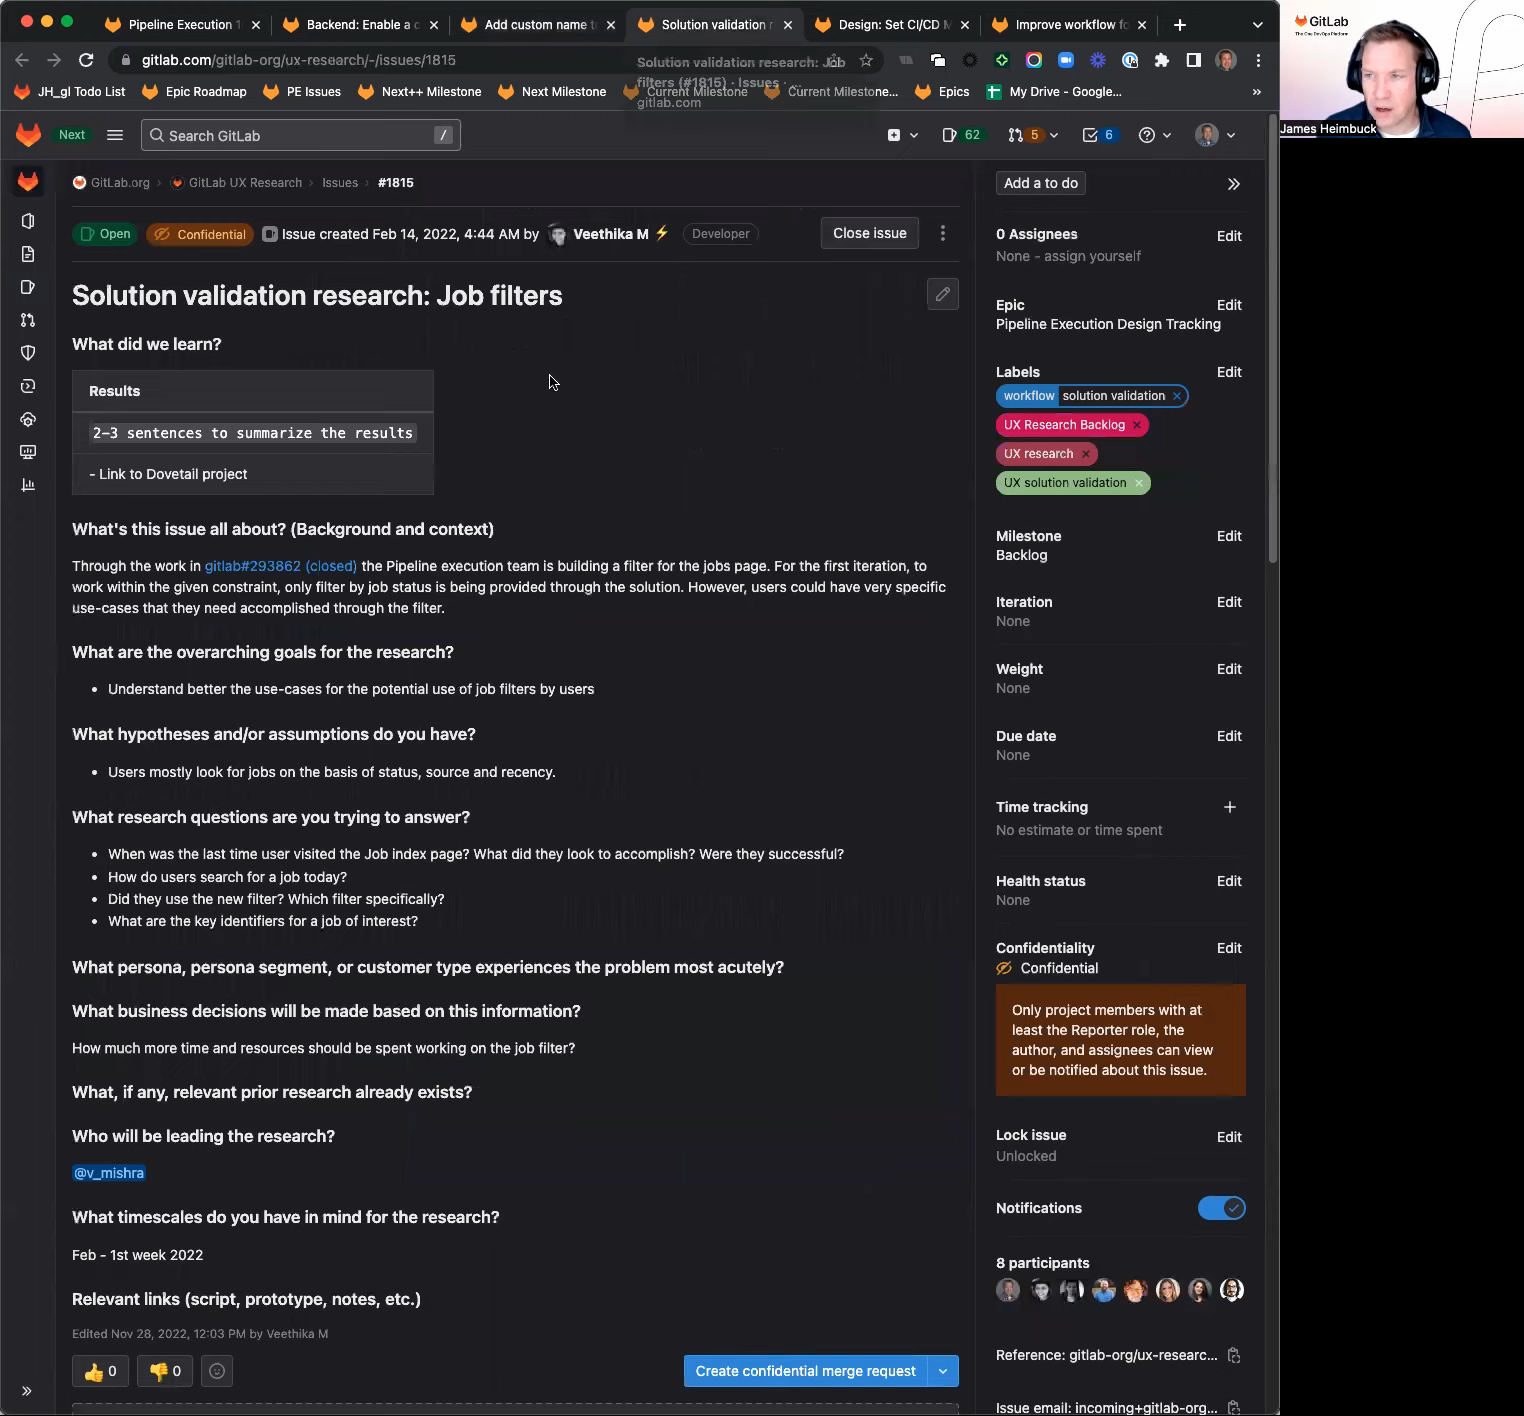 Pipeline Execution 1
Backend: Enable a c
Add custom name t
Solution validation r
Design: Set CI/CD M
Improve workflow fo
gitlab.com/gitlab-org/ux-research/-/issues/1815
Solution validation research: Job
filters (#1815) · Issues · ...
gitlab.com
JH_gl Todo List
Epic Roadmap
PE Issues
Next++ Milestone
Next Milestone
Current Milestone
Current Milestone...
Epics
My Drive - Google...
GitLab
The One DevOps Platform
James Heimbuck
Next
Search GitLab
/
62
5
6
GitLab.org › GitLab UX Research › Issues › #1815
Open
Confidential
Issue created Feb 14, 2022, 4:44 AM by Veethika M ⚡
Developer
Close issue
Solution validation research: Job filters
What did we learn?
Results
2-3 sentences to summarize the results
- Link to Dovetail project
What's this issue all about? (Background and context)
Through the work in gitlab#293862 (closed) the Pipeline execution team is building a filter for the jobs page. For the first iteration, to
work within the given constraint, only filter by job status is being provided through the solution. However, users could have very specific
use-cases that they need accomplished through the filter.
What are the overarching goals for the research?
• Understand better the use-cases for the potential use of job filters by users
What hypotheses and/or assumptions do you have?
• Users mostly look for jobs on the basis of status, source and recency.
What research questions are you trying to answer?
• When was the last time user visited the Job index page? What did they look to accomplish? Were they successful?
• How do users search for a job today?
• Did they use the new filter? Which filter specifically?
• What are the key identifiers for a job of interest?
What persona, persona segment, or customer type experiences the problem most acutely?
What business decisions will be made based on this information?
How much more time and resources should be spent working on the job filter?
What, if any, relevant prior research already exists?
Who will be leading the research?
@v_mishra
What timescales do you have in mind for the research?
Feb - 1st week 2022
Relevant links (script, prototype, notes, etc.)
Edited Nov 28, 2022, 12:03 PM by Veethika M
👍 0
👎 0
Create confidential merge request
Add a to do
0 Assignees
Edit
None - assign yourself
Epic
Edit
Pipeline Execution Design Tracking
Labels
Edit
workflow solution validation ×
UX Research Backlog ×
UX research ×
UX solution validation ×
Milestone
Edit
Backlog
Iteration
Edit
None
Weight
Edit
None
Due date
Edit
None
Time tracking
+
No estimate or time spent
Health status
Edit
None
Confidentiality
Edit
Confidential
Only project members with at
least the Reporter role, the
author, and assignees can view
or be notified about this issue.
Lock issue
Edit
Unlocked
Notifications
8 participants
Reference: gitlab-org/ux-researc...
Issue email: incoming+gitlab-org...